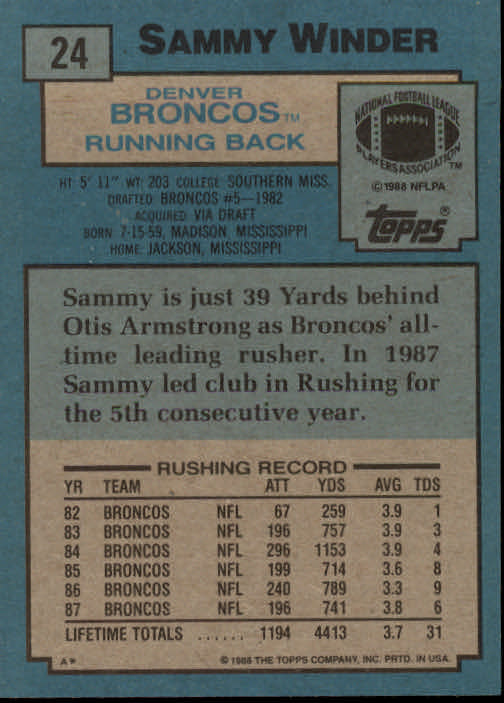 24
SAMMY WINDER
DENVER
BRONCOS TM
RUNNING BACK
NATIONAL FOOTBALL LEAGUE
PLAYERS ASSOCIATION TM
© 1988 NFLPA
topps®
HT: 5' 11" WT: 203 COLLEGE: SOUTHERN MISS.
DRAFTED: BRONCOS #5—1982
ACQUIRED: VIA DRAFT
BORN: 7-15-59, MADISON, MISSISSIPPI
HOME: JACKSON, MISSISSIPPI
Sammy is just 39 Yards behind
Otis Armstrong as Broncos' all-
time leading rusher. In 1987
Sammy led club in Rushing for
the 5th consecutive year.
RUSHING RECORD
YR TEAM ATT YDS AVG TDS
82 BRONCOS NFL 67 259 3.9 1
83 BRONCOS NFL 196 757 3.9 3
84 BRONCOS NFL 296 1153 3.9 4
85 BRONCOS NFL 199 714 3.6 8
86 BRONCOS NFL 240 789 3.3 9
87 BRONCOS NFL 196 741 3.8 6
LIFETIME TOTALS ...... 1194 4413 3.7 31
A* © 1988 THE TOPPS COMPANY, INC. PRTD. IN USA.